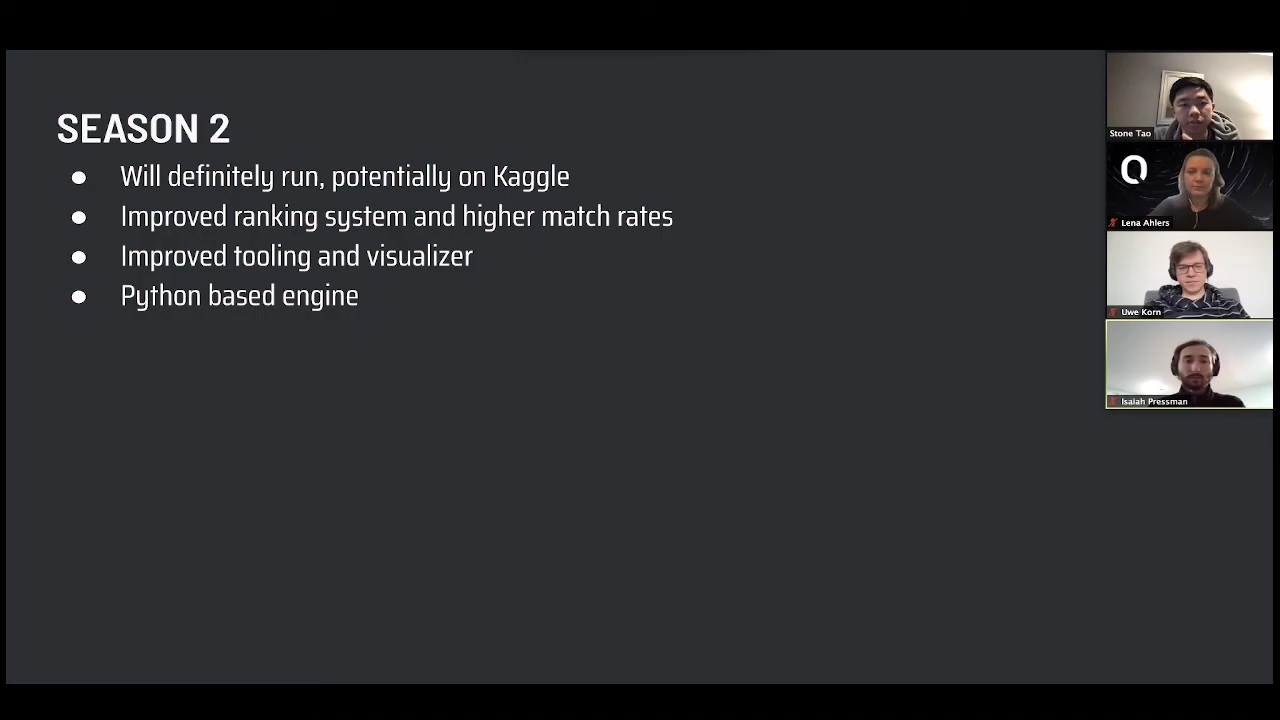 SEASON 2
● Will definitely run, potentially on Kaggle
● Improved ranking system and higher match rates
● Improved tooling and visualizer
● Python based engine
Stone Tao
Q
Lena Ahlers
Uwe Korn
Isaiah Pressman